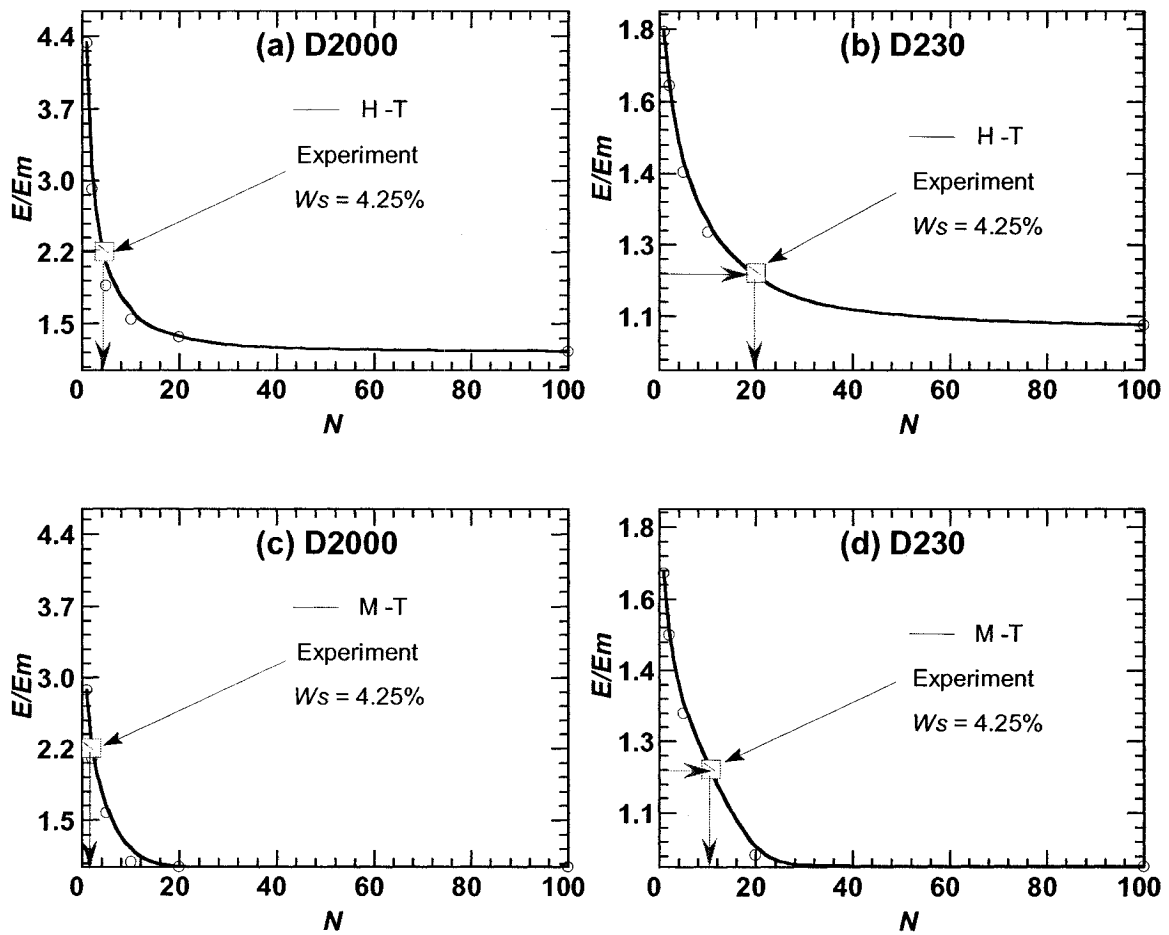 (a) D2000
4.4
3.7
3.0
2.2
1.5
E/Em
H -T
Experiment
Ws = 4.25%
0 20 40 60 80 100
N
(b) D230
1.8
1.6
1.4
1.3
1.1
E/Em
H -T
Experiment
Ws = 4.25%
0 20 40 60 80 100
N
(c) D2000
4.4
3.7
3.0
2.2
1.5
E/Em
M -T
Experiment
Ws = 4.25%
0 20 40 60 80 100
N
(d) D230
1.8
1.6
1.4
1.3
1.1
E/Em
M -T
Experiment
Ws = 4.25%
0 20 40 60 80 100
N